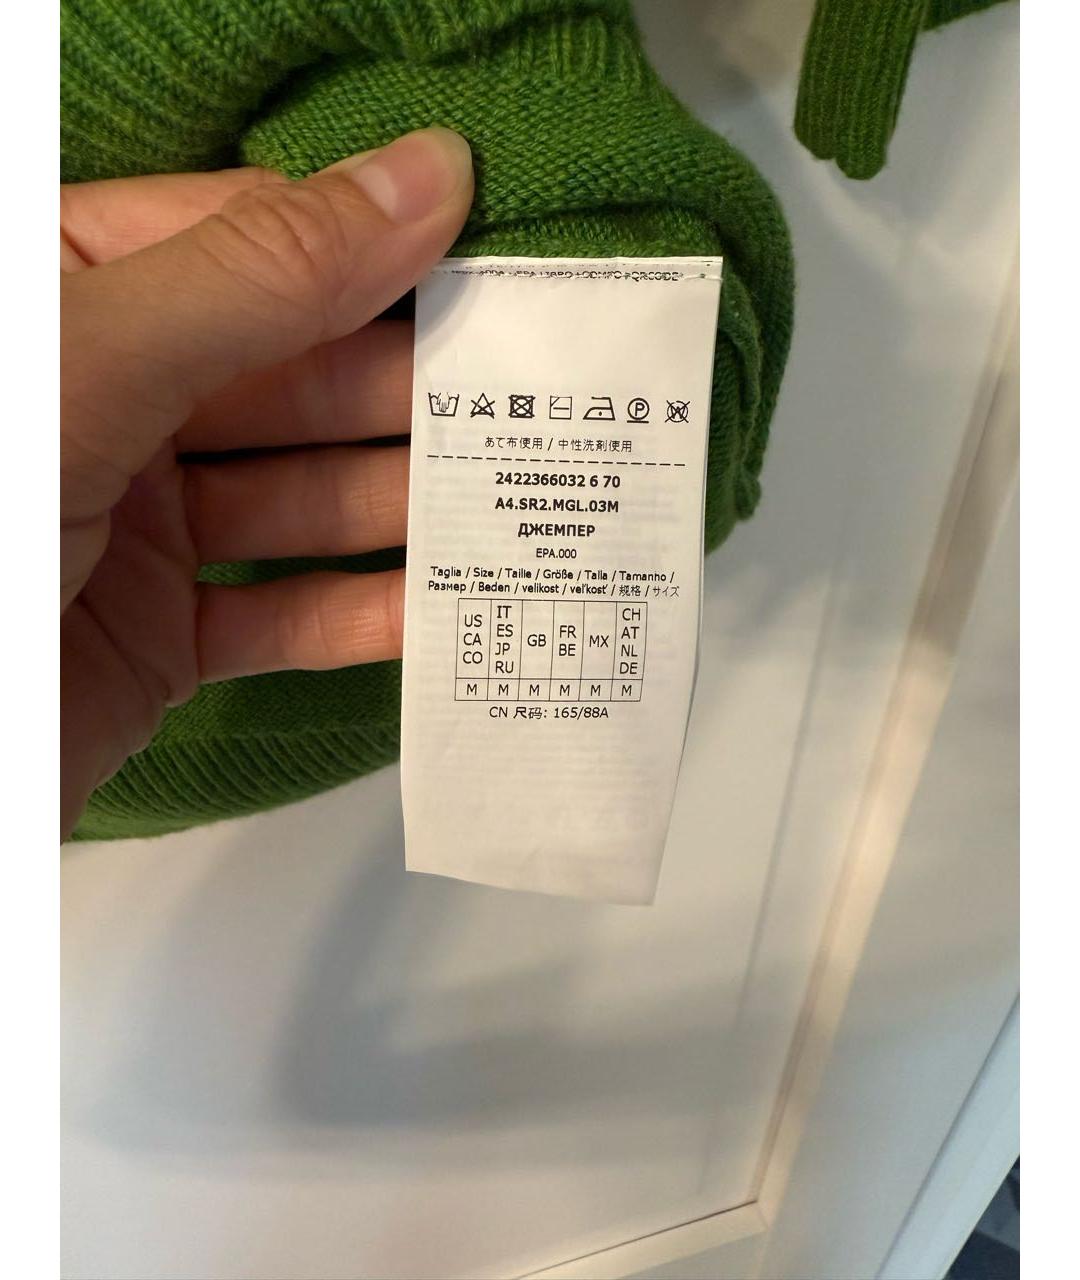 あて布使用 / 中性洗剤使用
2422366032 6 70
A4.SR2.MGL.03M
ДЖЕМПЕР
EPA.000
Taglia / Size / Taille / Größe / Talla / Tamanho /
Размер / Beden / velikost / veľkosť / 规格 / サイズ
US CA CO
IT ES JP RU
GB
FR BE
MX
CH AT NL DE
M M M M M M
CN 尺码: 165/88A